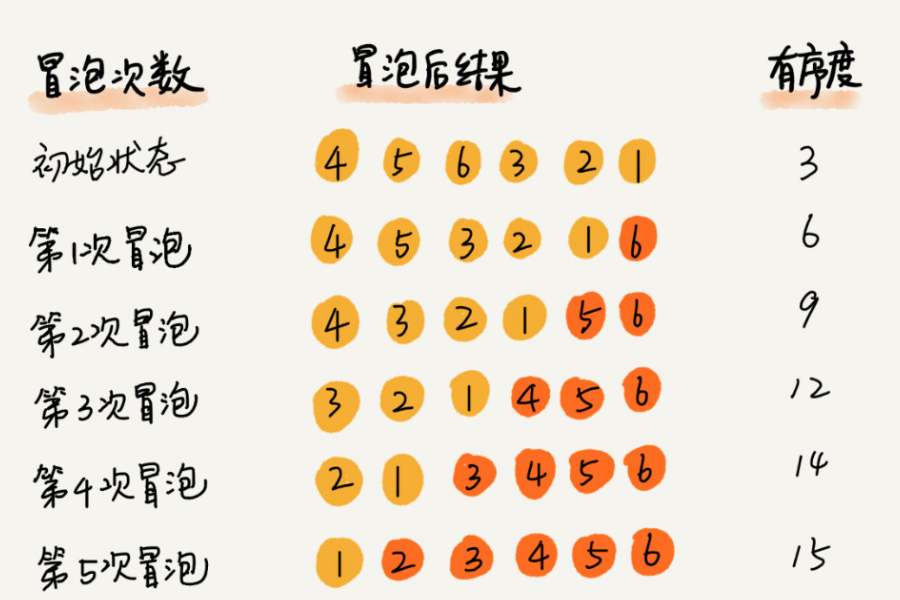 冒泡次数 冒泡后结果 有序度
初始状态 4 5 6 3 2 1 3
第1次冒泡 4 5 3 2 1 6 6
第2次冒泡 4 3 2 1 5 6 9
第3次冒泡 3 2 1 4 5 6 12
第4次冒泡 2 1 3 4 5 6 14
第5次冒泡 1 2 3 4 5 6 15